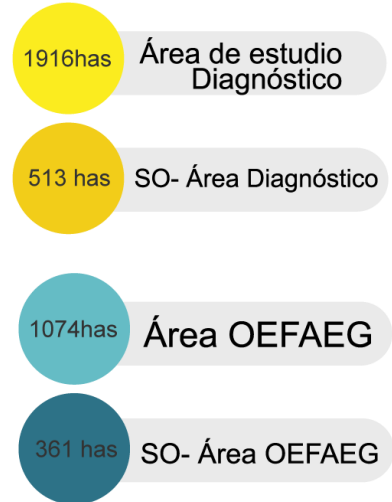 1916has
Área de estudio
Diagnóstico
513 has
SO- Área Diagnóstico
1074has
Área OEFAEG
361 has
SO- Área OEFAEG